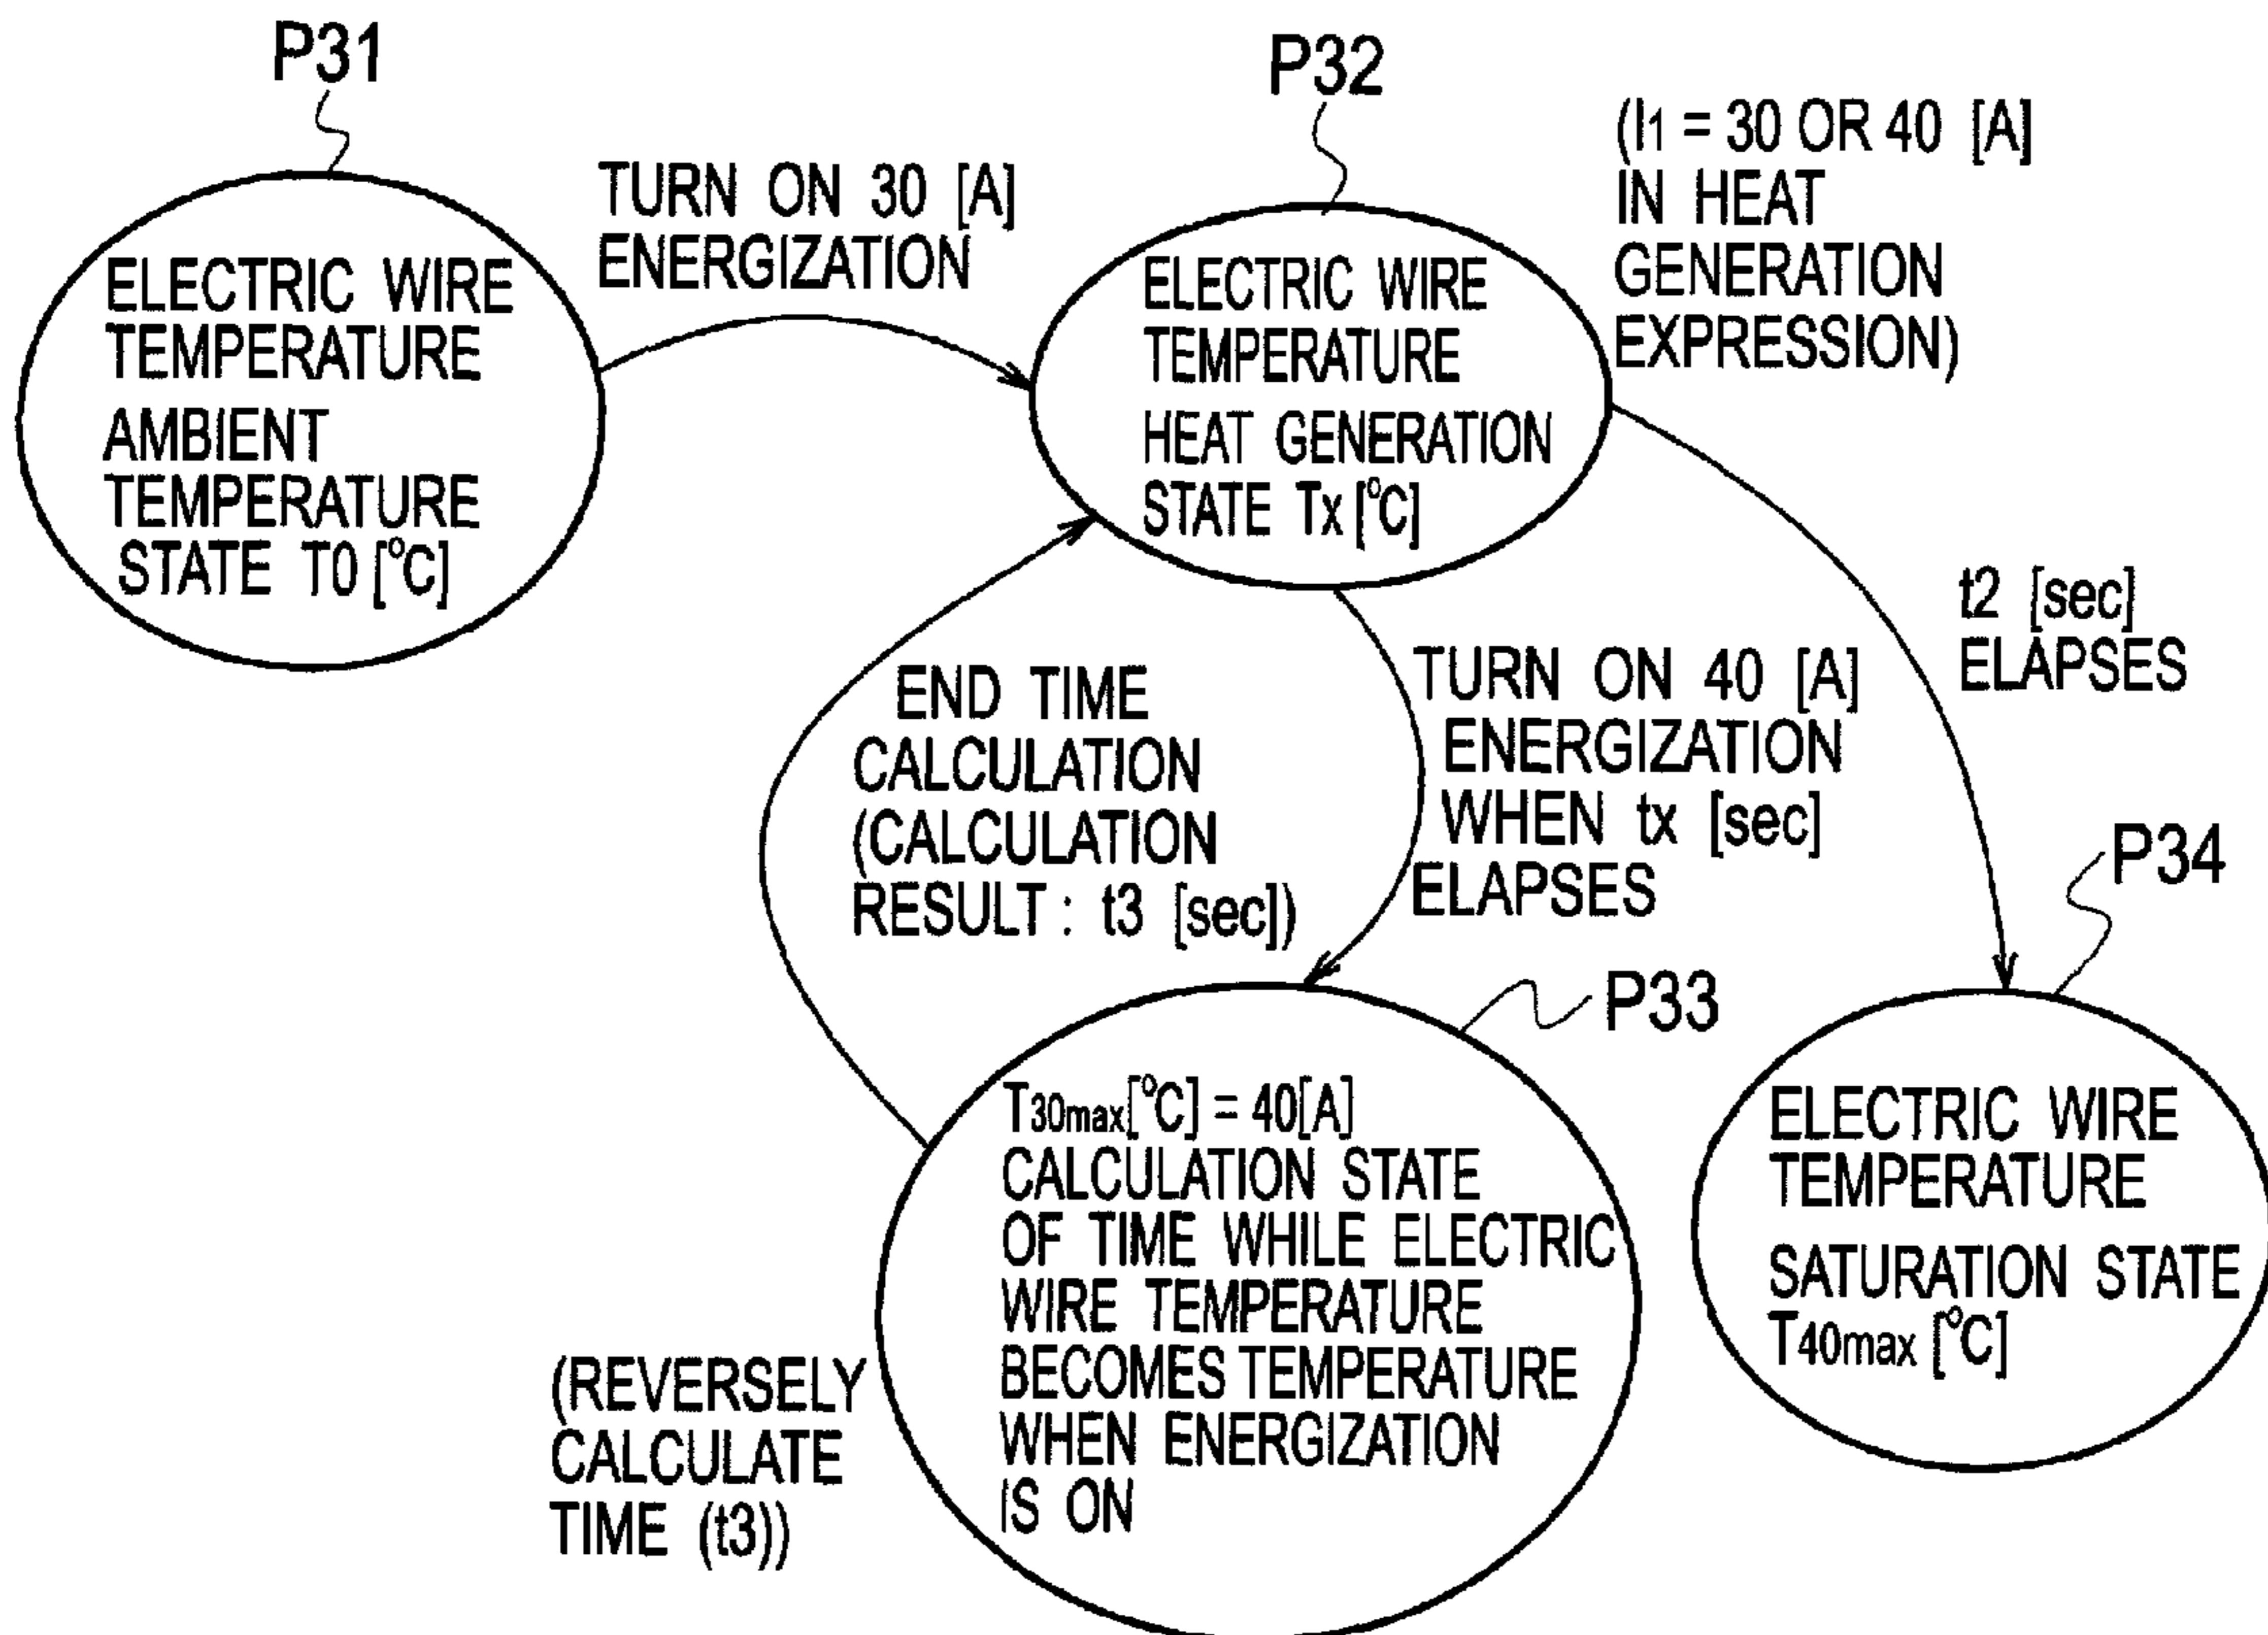 P31
ELECTRIC WIRE
TEMPERATURE
AMBIENT
TEMPERATURE
STATE T0 [°C]
TURN ON 30 [A]
ENERGIZATION
P32
ELECTRIC WIRE
TEMPERATURE
HEAT GENERATION
STATE Tx [°C]
(I1 = 30 OR 40 [A]
IN HEAT
GENERATION
EXPRESSION)
t2 [sec]
ELAPSES
END TIME
CALCULATION
(CALCULATION
RESULT : t3 [sec])
TURN ON 40 [A]
ENERGIZATION
WHEN tx [sec]
ELAPSES
P33
T30max[°C] = 40[A]
CALCULATION STATE
OF TIME WHILE ELECTRIC
WIRE TEMPERATURE
BECOMES TEMPERATURE
WHEN ENERGIZATION
IS ON
(REVERSELY
CALCULATE
TIME (t3))
P34
ELECTRIC WIRE
TEMPERATURE
SATURATION STATE
T40max [°C]